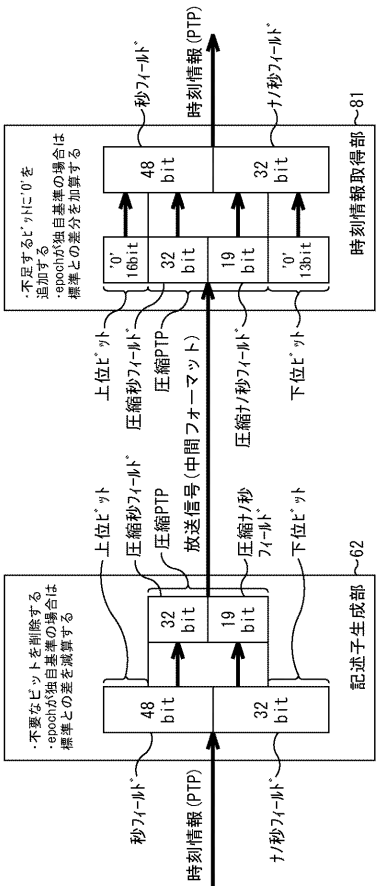 ・不要なビットを削除する
・epochが独自基準の場合は
標準との差を減算する
時刻情報(PTP)
秒フィールド
48
bit
32
bit
ナノ秒フィールド
32
bit
19
bit
上位ビット
圧縮秒フィールド
圧縮PTP
圧縮ナノ秒
フィールド
下位ビット
記述子生成部
~62
放送信号(中間フォーマット)
・不足するビットに'0'を
追加する
・epochが独自基準の場合は
標準との差分を加算する
上位ビット
圧縮秒フィールド
圧縮PTP
圧縮ナノ秒フィールド
下位ビット
'0'
16bit
32
bit
19
bit
'0'
13bit
48
bit
32
bit
秒フィールド
時刻情報(PTP)
ナノ秒フィールド
時刻情報取得部
~81